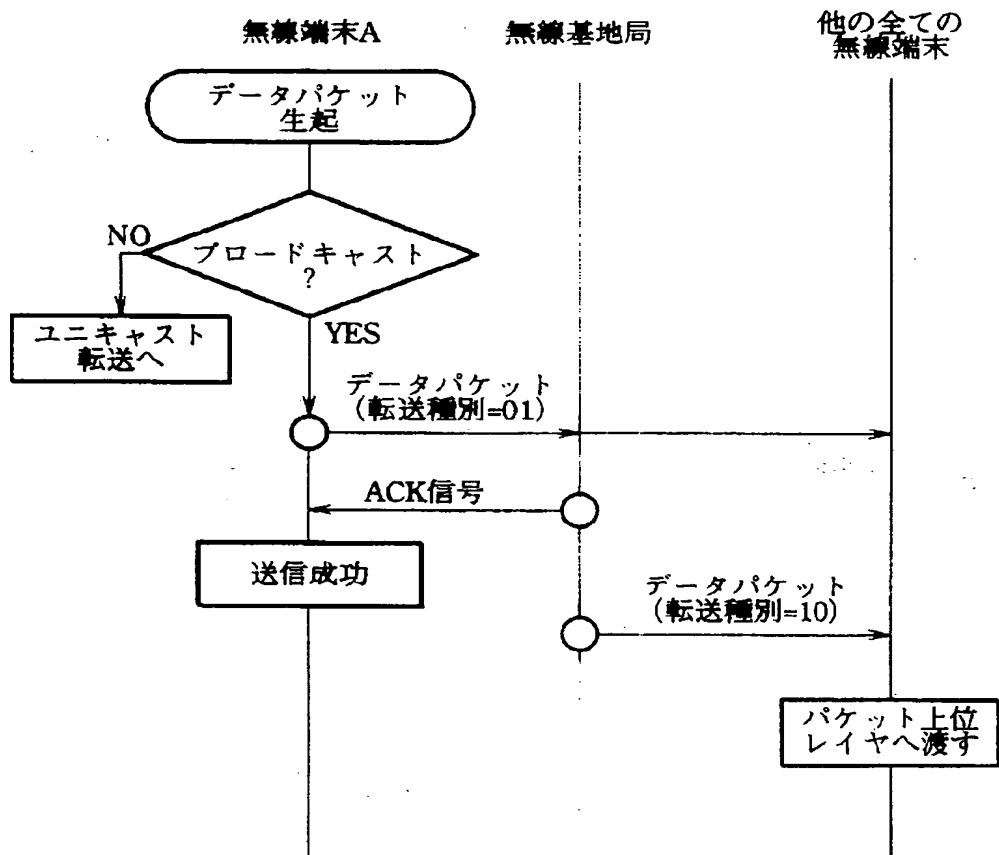 無線端末A
無線基地局
他の全ての
無線端末
データパケット
生起
ブロードキャスト
?
NO
YES
ユニキャスト
転送へ
データパケット
(転送種別=01)
ACK信号
送信成功
データパケット
(転送種別=10)
パケット上位
レイヤへ渡す